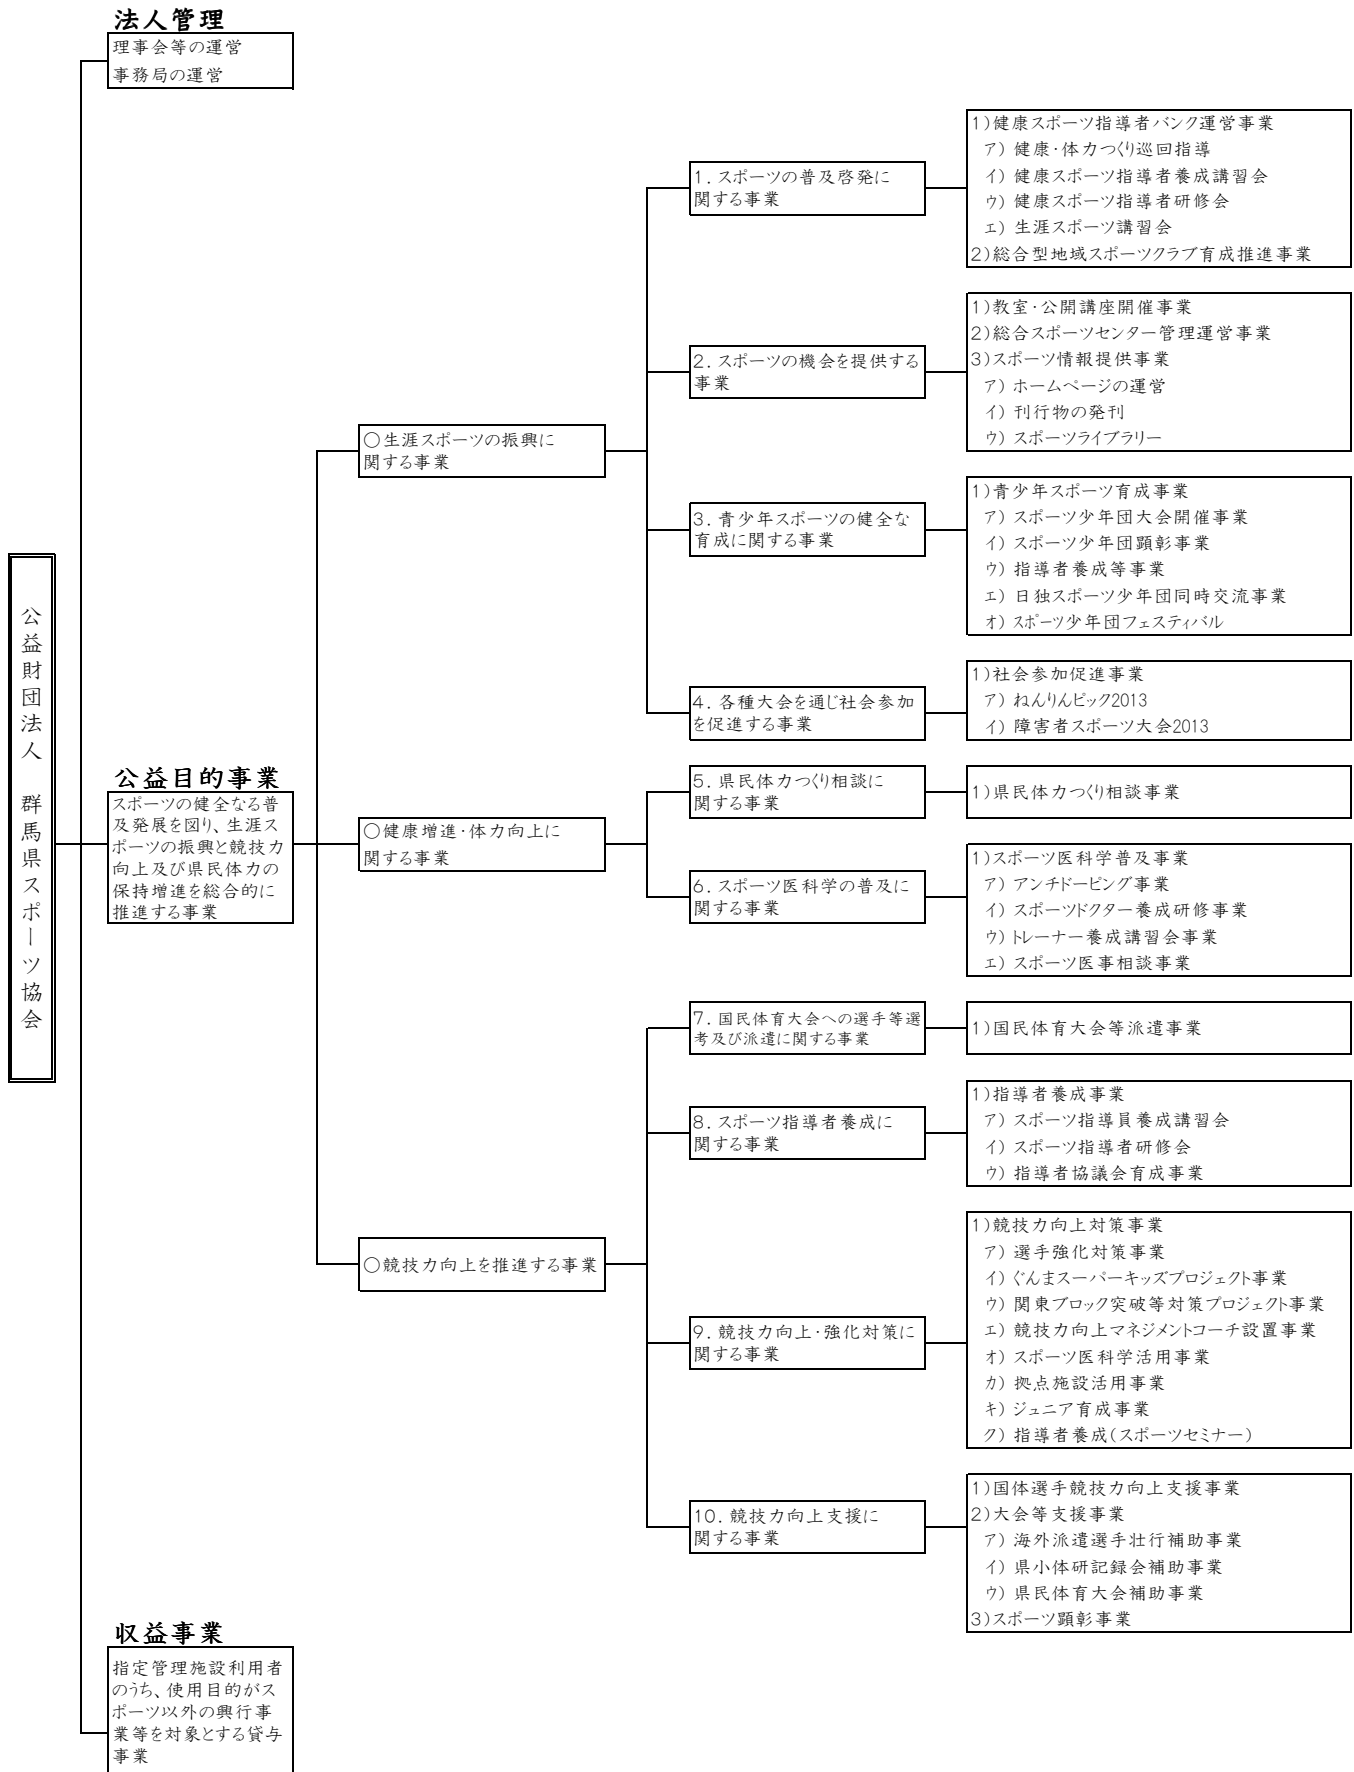 公益財団法人 群馬県スポーツ協会
法人管理
理事会等の運営
事務局の運営
公益目的事業
スポーツの健全なる普
及発展を図り、生涯ス
ポーツの振興と競技力
向上及び県民体力の
保持増進を総合的に
推進する事業
○生涯スポーツの振興に
関する事業
1．スポーツの普及啓発に
関する事業
1)健康スポーツ指導者バンク運営事業
ア) 健康・体力つくり巡回指導
イ) 健康スポーツ指導者養成講習会
ウ) 健康スポーツ指導者研修会
エ) 生涯スポーツ講習会
2)総合型地域スポーツクラブ育成推進事業
2．スポーツの機会を提供する
事業
1)教室・公開講座開催事業
2)総合スポーツセンター管理運営事業
3)スポーツ情報提供事業
ア) ホームページの運営
イ) 刊行物の発刊
ウ) スポーツライブラリー
3．青少年スポーツの健全な
育成に関する事業
1)青少年スポーツ育成事業
ア) スポーツ少年団大会開催事業
イ) スポーツ少年団顕彰事業
ウ) 指導者養成等事業
エ) 日独スポーツ少年団同時交流事業
オ) スポーツ少年団フェスティバル
4．各種大会を通じ社会参加
を促進する事業
1)社会参加促進事業
ア) ねんりんピック2013
イ) 障害者スポーツ大会2013
○健康増進・体力向上に
関する事業
5．県民体力つくり相談に
関する事業
1)県民体力つくり相談事業
6．スポーツ医科学の普及に
関する事業
1)スポーツ医科学普及事業
ア) アンチドーピング事業
イ) スポーツドクター養成研修事業
ウ) トレーナー養成講習会事業
エ) スポーツ医事相談事業
○競技力向上を推進する事業
7．国民体育大会への選手等選
考及び派遣に関する事業
1)国民体育大会等派遣事業
8．スポーツ指導者養成に
関する事業
1)指導者養成事業
ア) スポーツ指導員養成講習会
イ) スポーツ指導者研修会
ウ) 指導者協議会育成事業
9．競技力向上・強化対策に
関する事業
1)競技力向上対策事業
ア) 選手強化対策事業
イ) ぐんまスーパーキッズプロジェクト事業
ウ) 関東ブロック突破等対策プロジェクト事業
エ) 競技力向上マネジメントコーチ設置事業
オ) スポーツ医科学活用事業
カ) 拠点施設活用事業
キ) ジュニア育成事業
ク) 指導者養成(スポーツセミナー)
10．競技力向上支援に
関する事業
1)国体選手競技力向上支援事業
2)大会等支援事業
ア) 海外派遣選手壮行補助事業
イ) 県小体研記録会補助事業
ウ) 県民体育大会補助事業
3)スポーツ顕彰事業
収益事業
指定管理施設利用者
のうち、使用目的がス
ポーツ以外の興行事
業等を対象とする貸与
事業